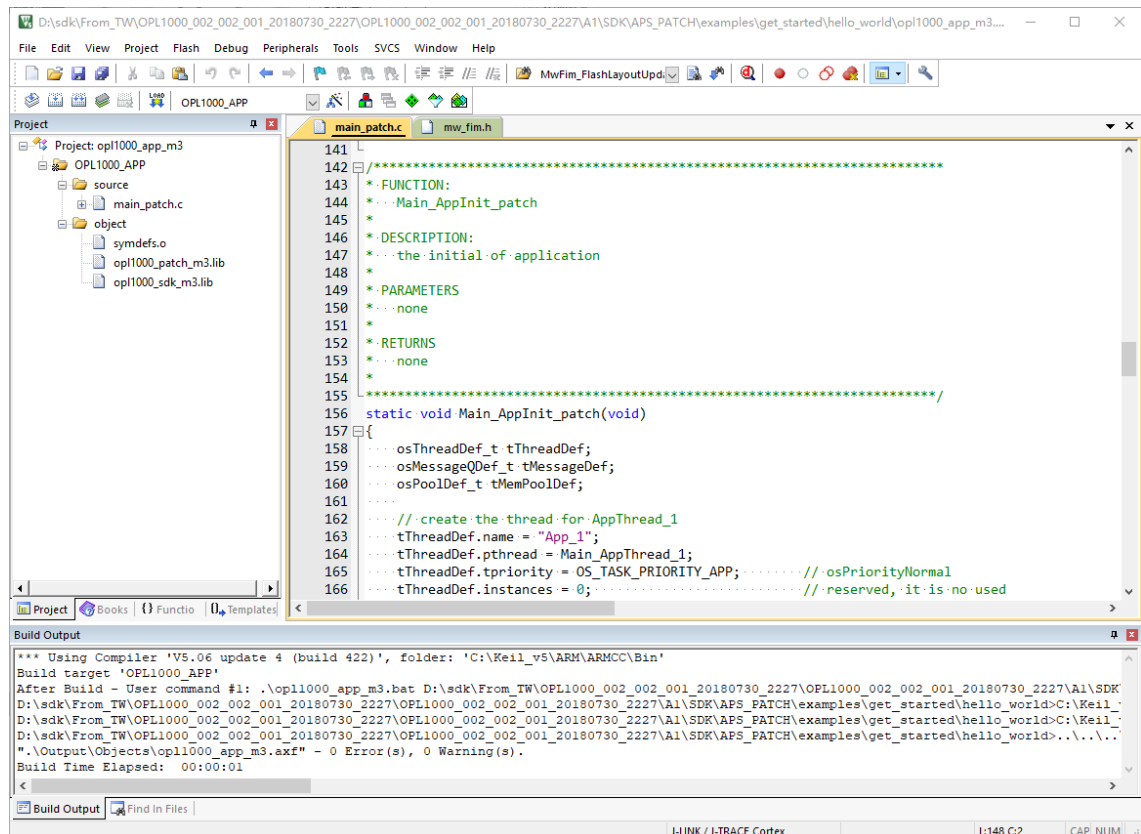 D:\sdk\From_TW\OPL1000_002_002_001_20180730_2227\OPL1000_002_002_001_20180730_2227\A1\SDK\APS_PATCH\examples\get_started\hello_world\opl1000_app_m3....
File Edit View Project Flash Debug Peripherals Tools SVCS Window Help
MwFim_FlashLayoutUpd
LOAD OPL1000_APP
Project
Project: opl1000_app_m3
OPL1000_APP
source
main_patch.c
object
symdefs.o
opl1000_patch_m3.lib
opl1000_sdk_m3.lib
Project Books {} Functio Templates
main_patch.c mw_fim.h
141
142 /*************************************************************************
143 * FUNCTION:
144 * Main_AppInit_patch
145 *
146 * DESCRIPTION:
147 * the initial of application
148 *
149 * PARAMETERS
150 * none
151 *
152 * RETURNS
153 * none
154 *
155 *************************************************************************/
156 static void Main_AppInit_patch(void)
157 {
158 osThreadDef_t tThreadDef;
159 osMessageQDef_t tMessageDef;
160 osPoolDef_t tMemPoolDef;
161
162 // create the thread for AppThread_1
163 tThreadDef.name = "App_1";
164 tThreadDef.pthread = Main_AppThread_1;
165 tThreadDef.tpriority = OS_TASK_PRIORITY_APP; // osPriorityNormal
166 tThreadDef.instances = 0; // reserved, it is no used
Build Output
*** Using Compiler 'V5.06 update 4 (build 422)', folder: 'C:\Keil_v5\ARM\ARMCC\Bin'
Build target 'OPL1000_APP'
After Build - User command #1: .\opl1000_app_m3.bat D:\sdk\From_TW\OPL1000_002_002_001_20180730_2227\OPL1000_002_002_001_20180730_2227\A1\SDK
D:\sdk\From_TW\OPL1000_002_002_001_20180730_2227\OPL1000_002_002_001_20180730_2227\A1\SDK\APS_PATCH\examples\get_started\hello_world>C:\Keil_
D:\sdk\From_TW\OPL1000_002_002_001_20180730_2227\OPL1000_002_002_001_20180730_2227\A1\SDK\APS_PATCH\examples\get_started\hello_world>C:\Keil_
D:\sdk\From_TW\OPL1000_002_002_001_20180730_2227\OPL1000_002_002_001_20180730_2227\A1\SDK\APS_PATCH\examples\get_started\hello_world>..\..\..
".\Output\Objects\opl1000_app_m3.axf" - 0 Error(s), 0 Warning(s).
Build Time Elapsed: 00:00:01
Build Output Find In Files
J-LINK / J-TRACE Cortex L:148 C:2 CAP NUM